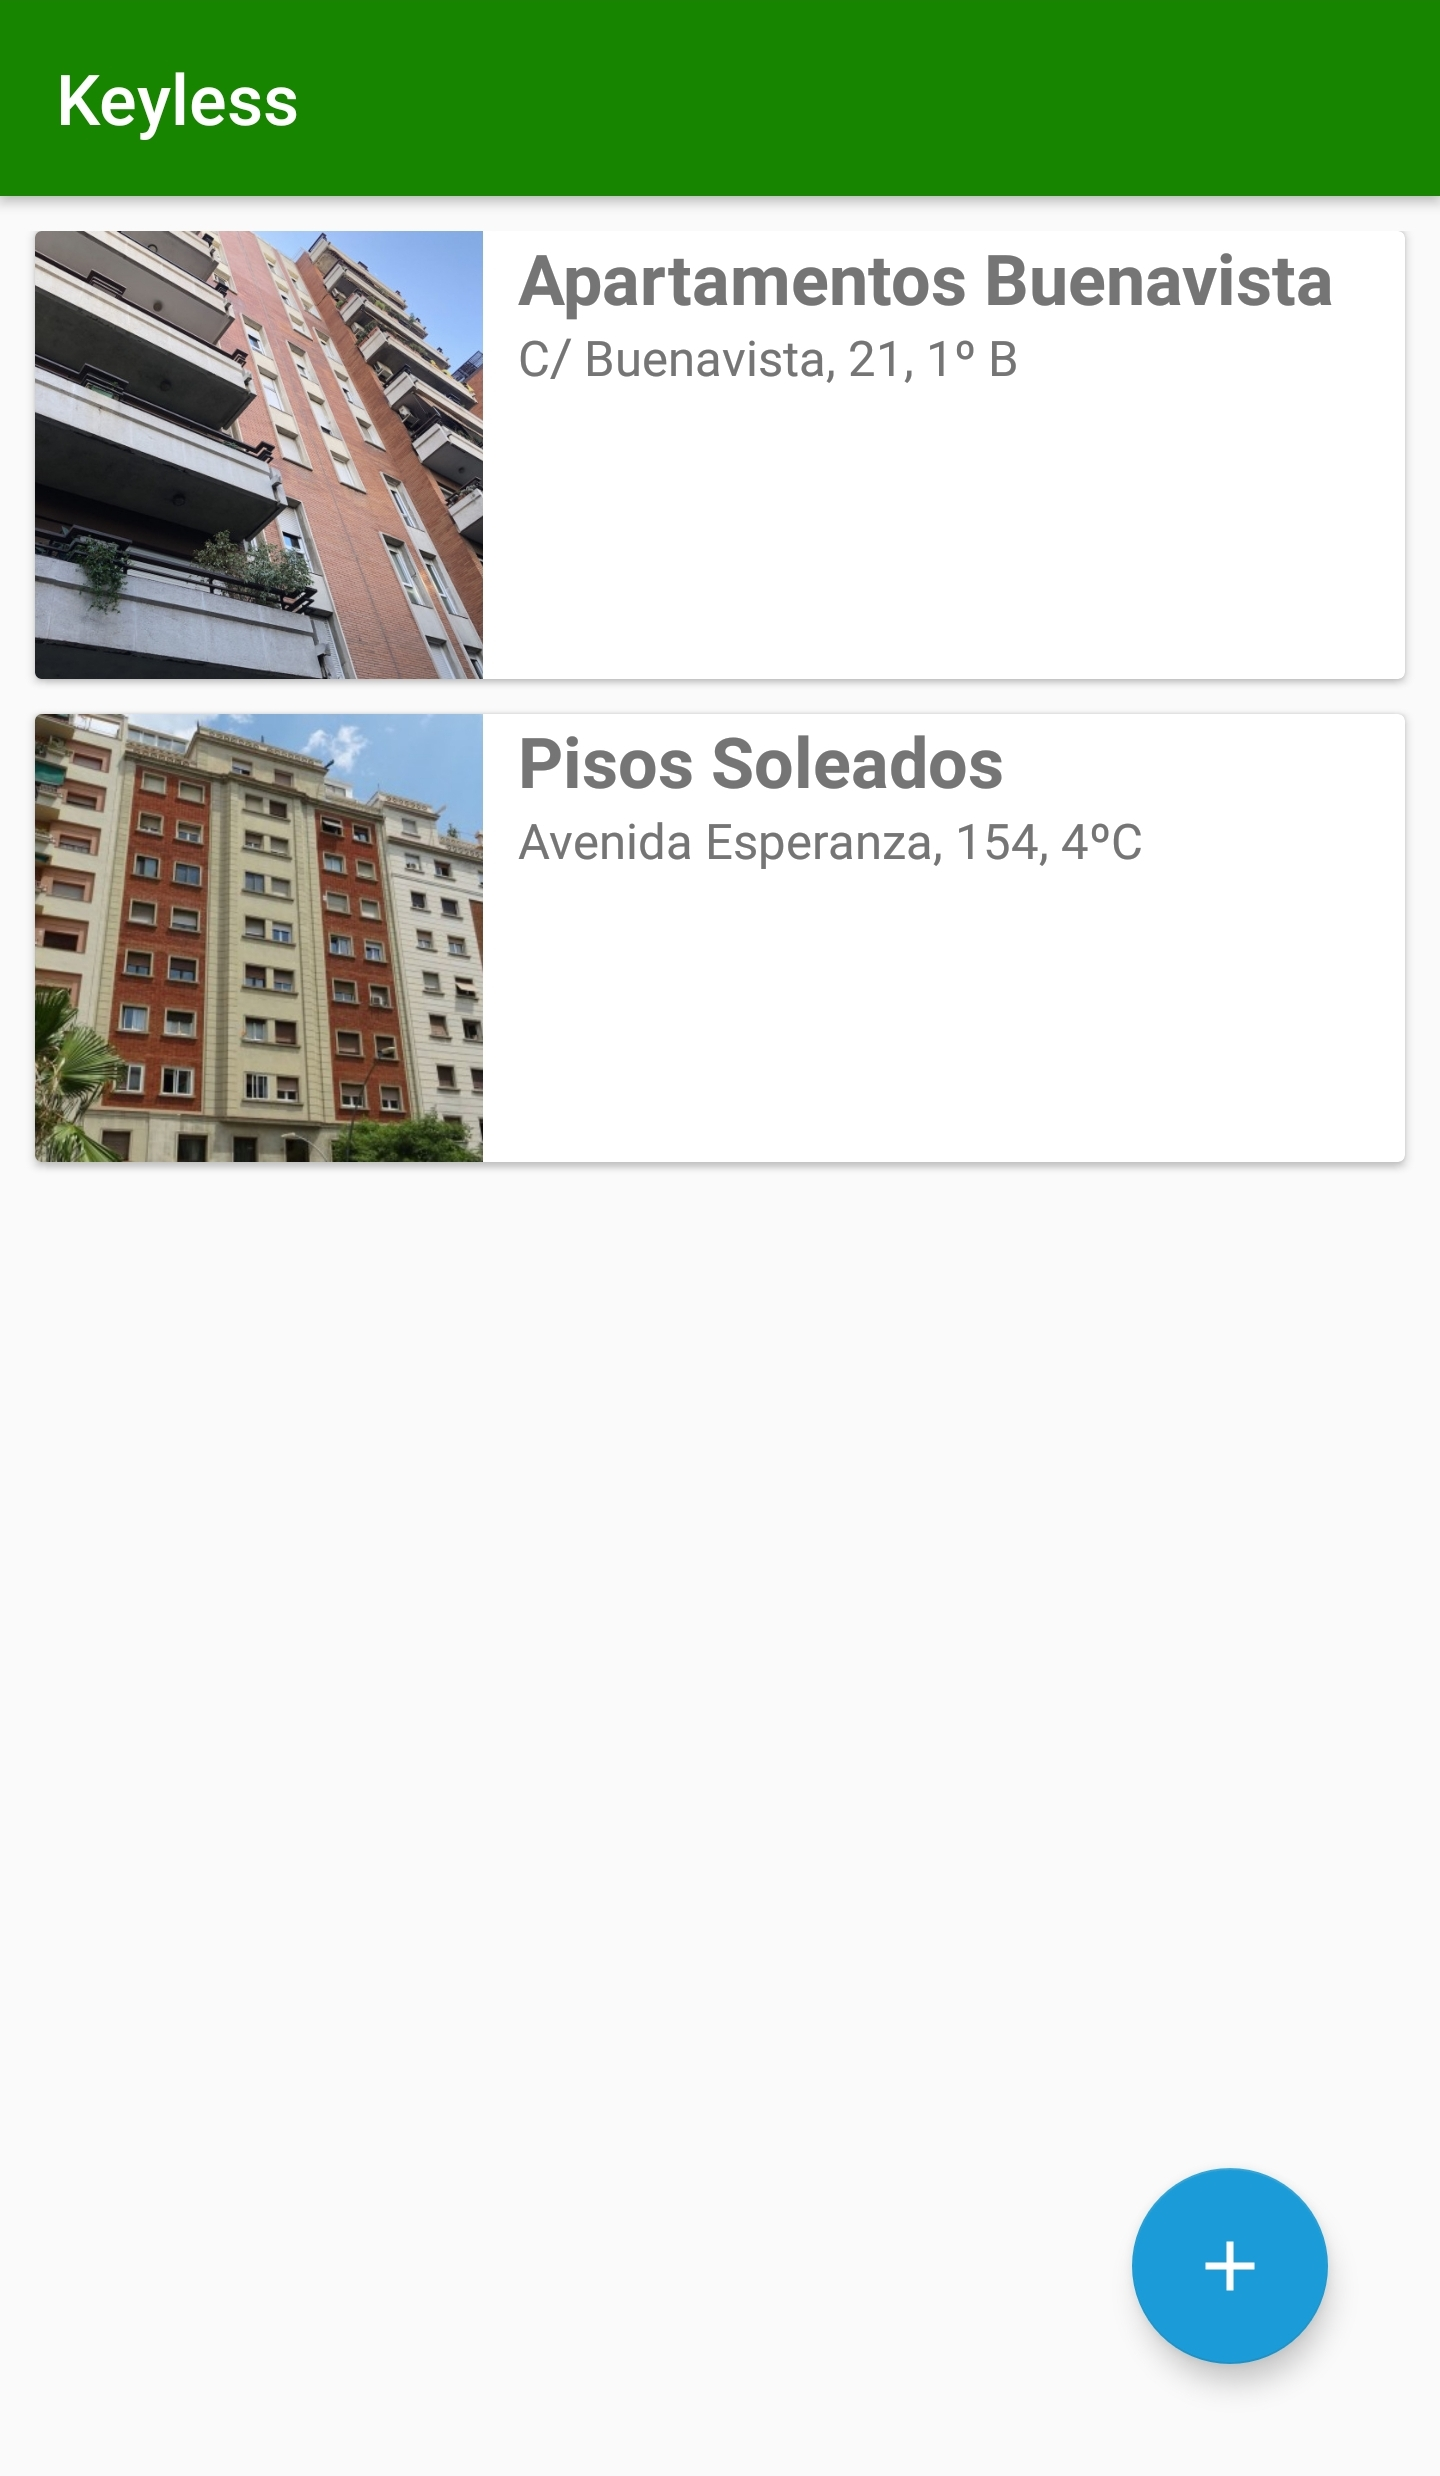 Keyless
Apartamentos Buenavista
C/ Buenavista, 21, 1º B
Pisos Soleados
Avenida Esperanza, 154, 4ºC